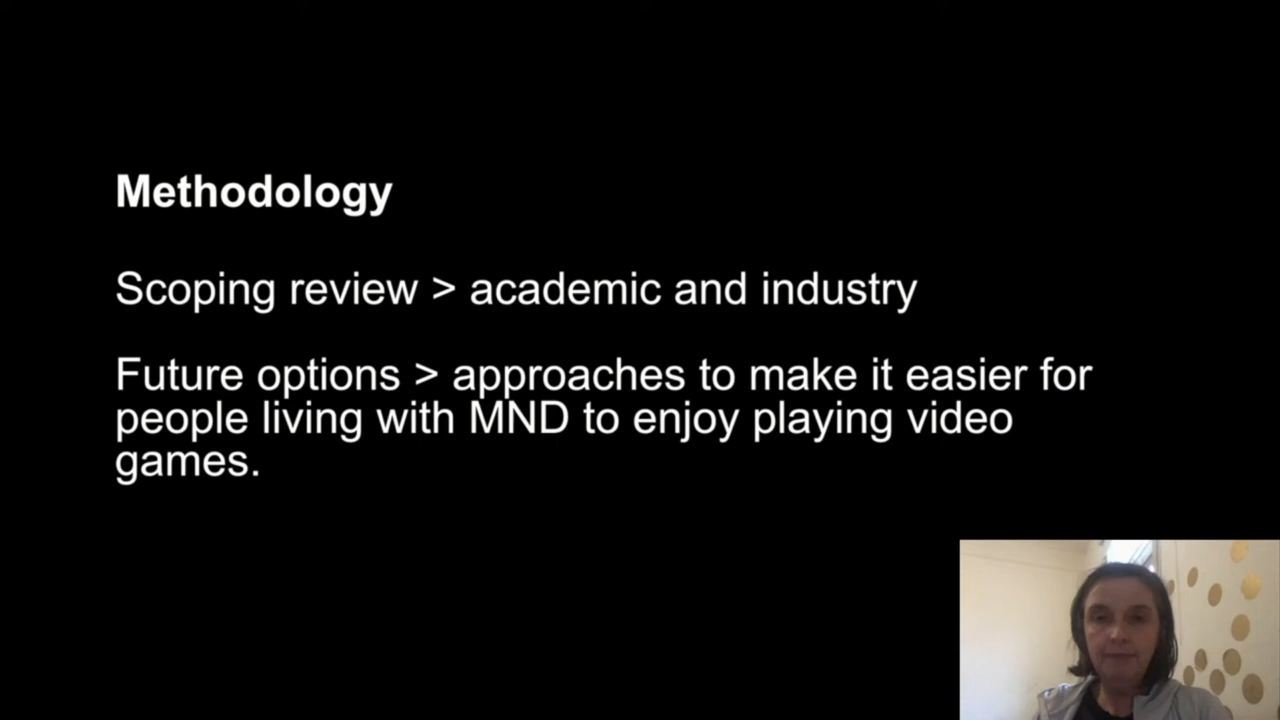 Methodology
Scoping review > academic and industry
Future options > approaches to make it easier for
people living with MND to enjoy playing video
games.